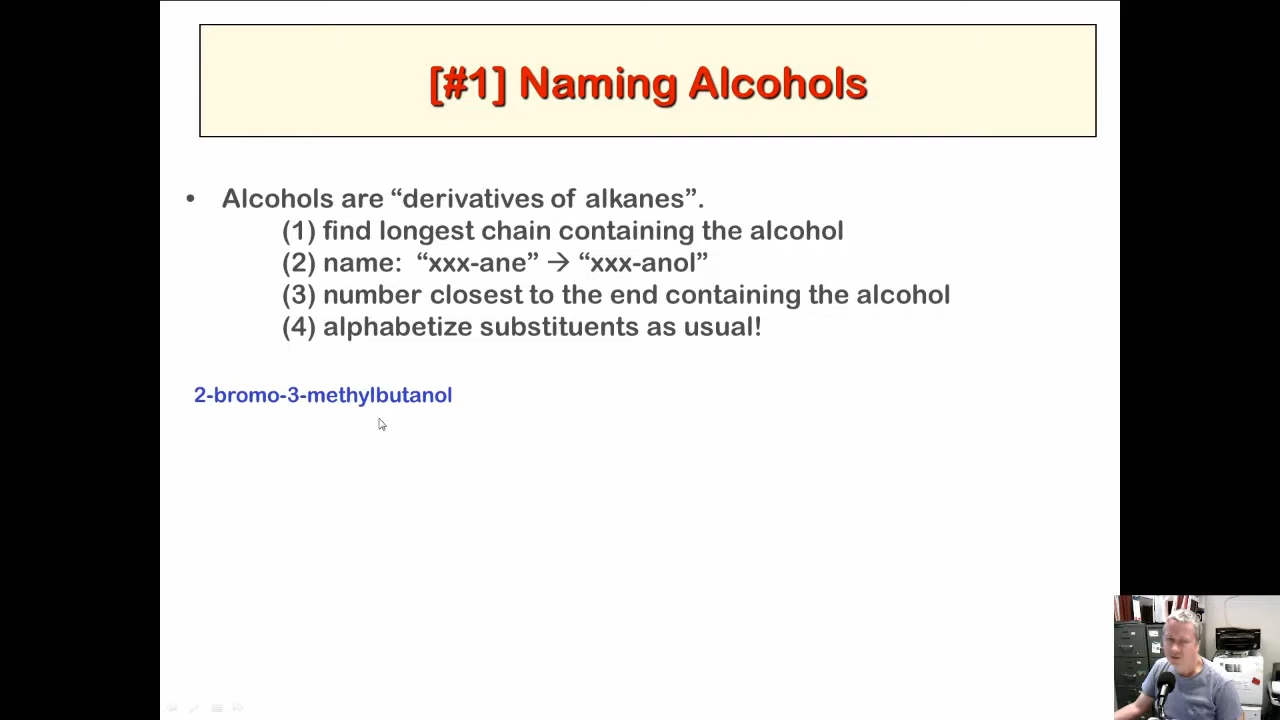 [#1] Naming Alcohols
• Alcohols are “derivatives of alkanes”.
(1) find longest chain containing the alcohol
(2) name: “xxx-ane” → “xxx-anol”
(3) number closest to the end containing the alcohol
(4) alphabetize substituents as usual!
2-bromo-3-methylbutanol